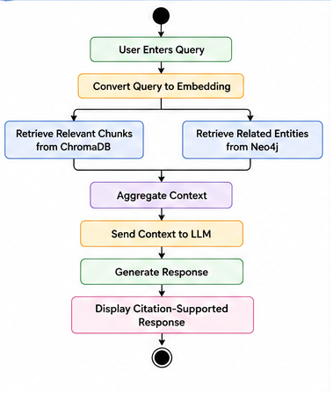 User Enters Query
Convert Query to Embedding
Retrieve Relevant Chunks
from ChromaDB
Retrieve Related Entities
from Neo4j
Aggregate Context
Send Context to LLM
Generate Response
Display Citation-Supported
Response